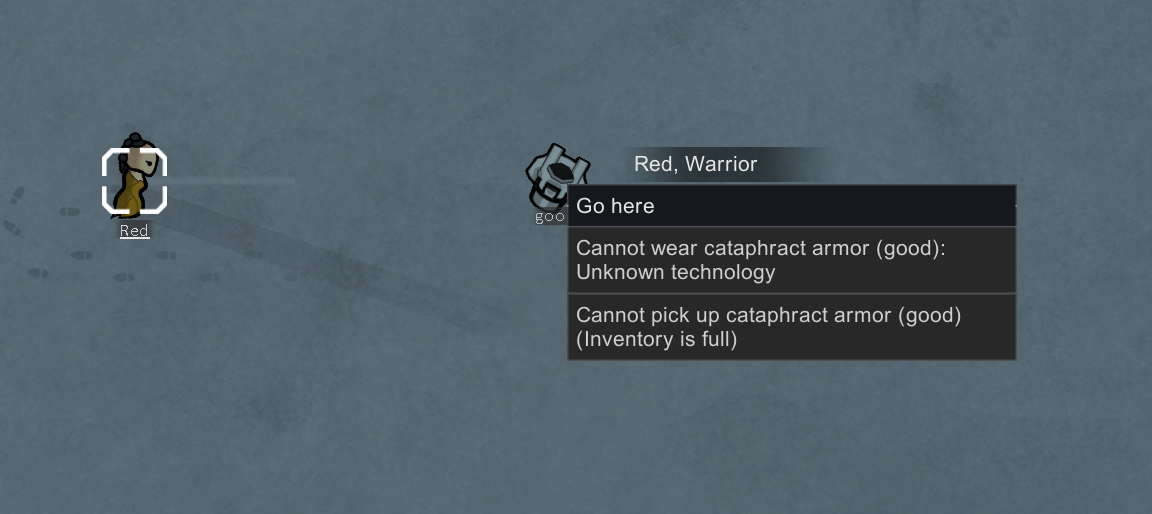 Red, Warrior
Go here
Cannot wear cataphract armor (good):
Unknown technology
Cannot pick up cataphract armor (good)
(Inventory is full)
goo
Red